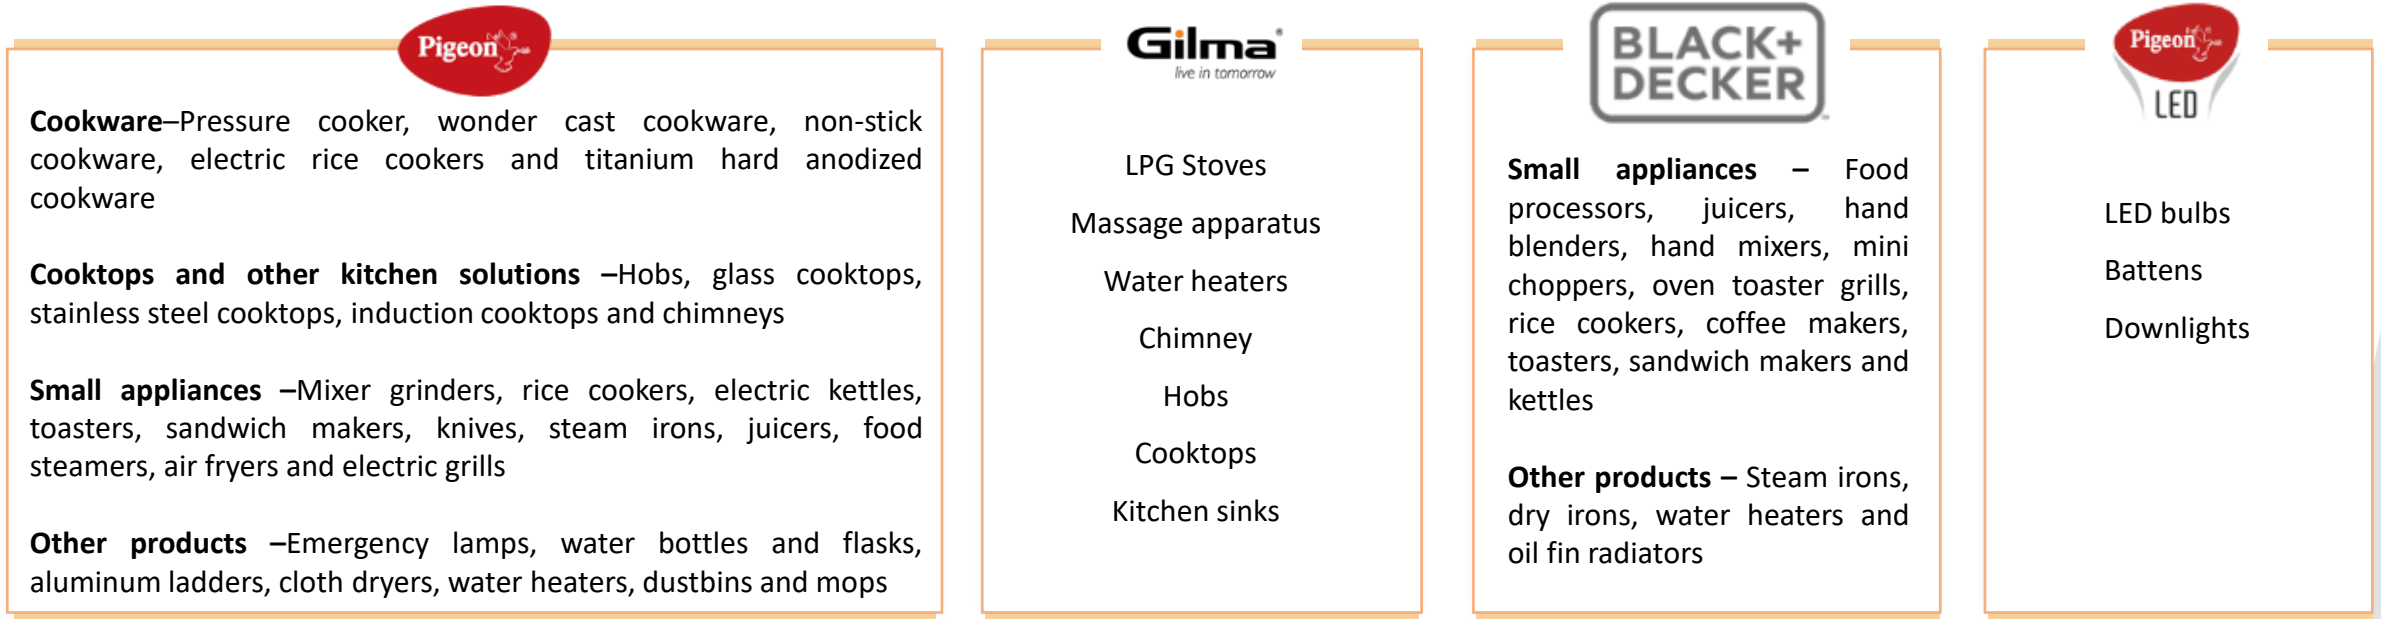 Pigeon
Cookware–Pressure cooker, wonder cast cookware, non-stick
cookware, electric rice cookers and titanium hard anodized
cookware
Cooktops and other kitchen solutions –Hobs, glass cooktops,
stainless steel cooktops, induction cooktops and chimneys
Small appliances –Mixer grinders, rice cookers, electric kettles,
toasters, sandwich makers, knives, steam irons, juicers, food
steamers, air fryers and electric grills
Other products –Emergency lamps, water bottles and flasks,
aluminum ladders, cloth dryers, water heaters, dustbins and mops
Gilma
live in tomorrow
LPG Stoves
Massage apparatus
Water heaters
Chimney
Hobs
Cooktops
Kitchen sinks
BLACK+
DECKER
Small appliances – Food
processors, juicers, hand
blenders, hand mixers, mini
choppers, oven toaster grills,
rice cookers, coffee makers,
toasters, sandwich makers and
kettles
Other products – Steam irons,
dry irons, water heaters and
oil fin radiators
Pigeon
LED
LED bulbs
Battens
Downlights